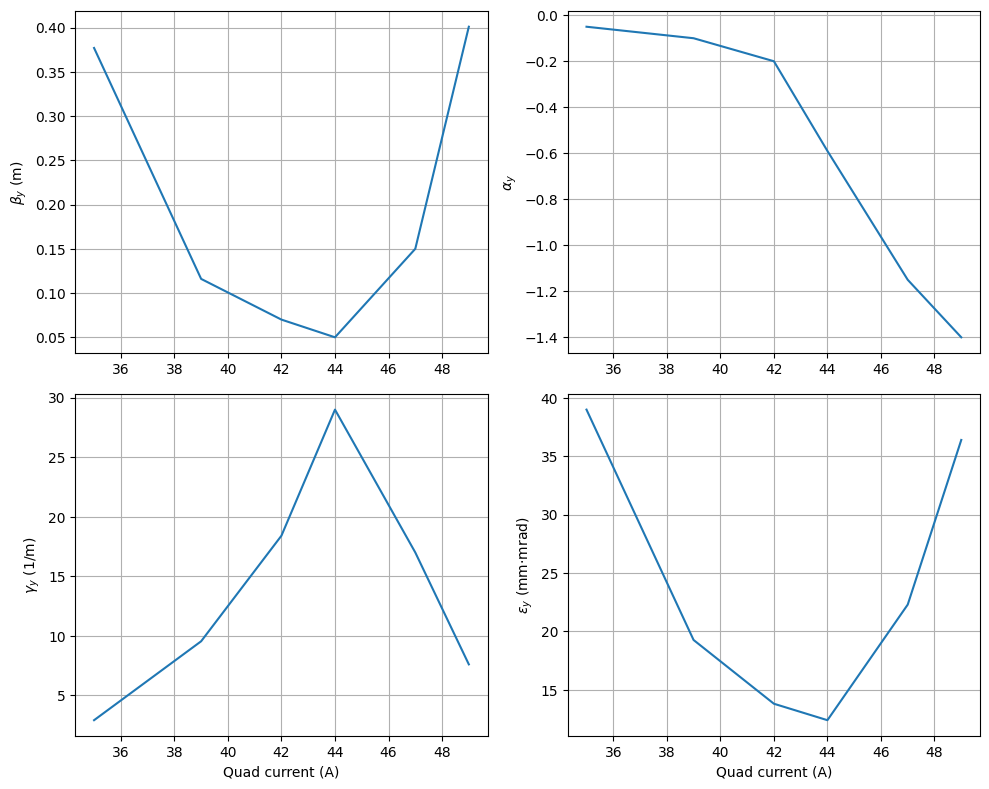 0.40
0.35
0.30
0.25
0.20
0.15
0.10
0.05
β_y (m)
36 38 40 42 44 46 48
0.0
−0.2
−0.4
−0.6
−0.8
−1.0
−1.2
−1.4
α_y
36 38 40 42 44 46 48
30
25
20
15
10
5
γ_y (1/m)
36 38 40 42 44 46 48
Quad current (A)
40
35
30
25
20
15
ε_y (mm·mrad)
36 38 40 42 44 46 48
Quad current (A)